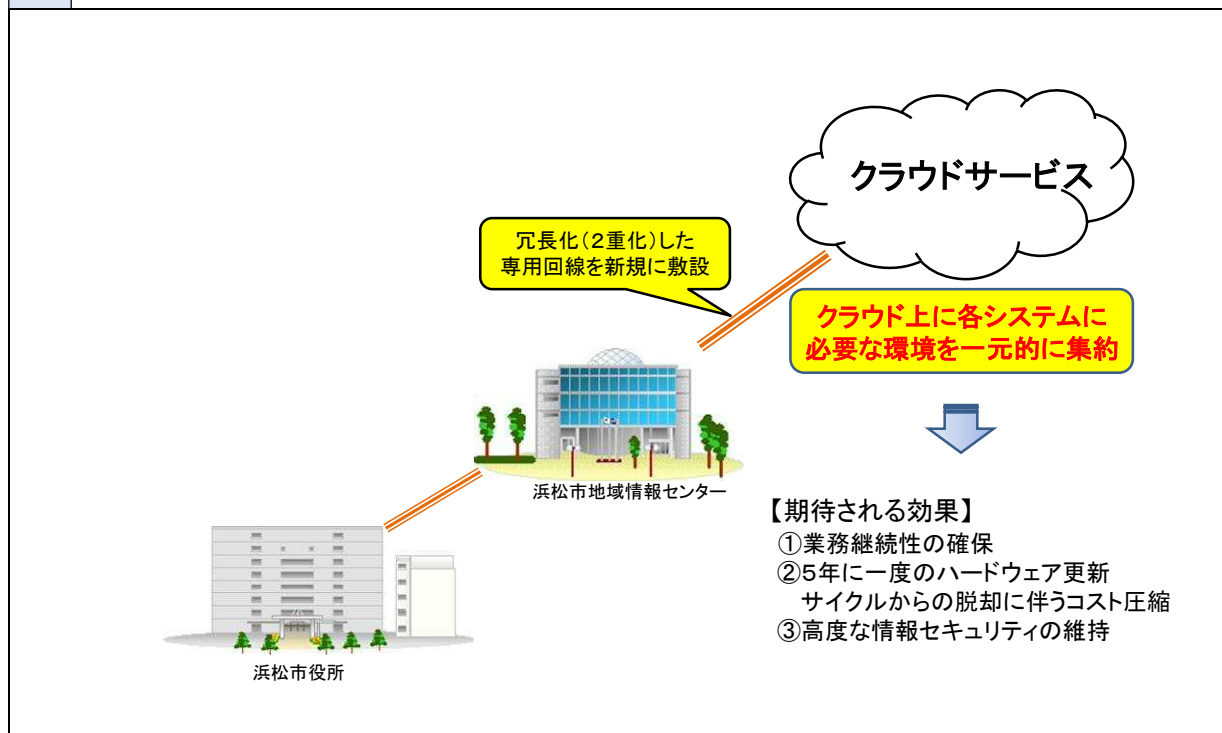 クラウドサービス
冗長化(2重化)した
専用回線を新規に敷設
クラウド上に各システムに
必要な環境を一元的に集約
浜松市地域情報センター
【期待される効果】
①業務継続性の確保
②5年に一度のハードウェア更新
サイクルからの脱却に伴うコスト圧縮
③高度な情報セキュリティの維持
浜松市役所